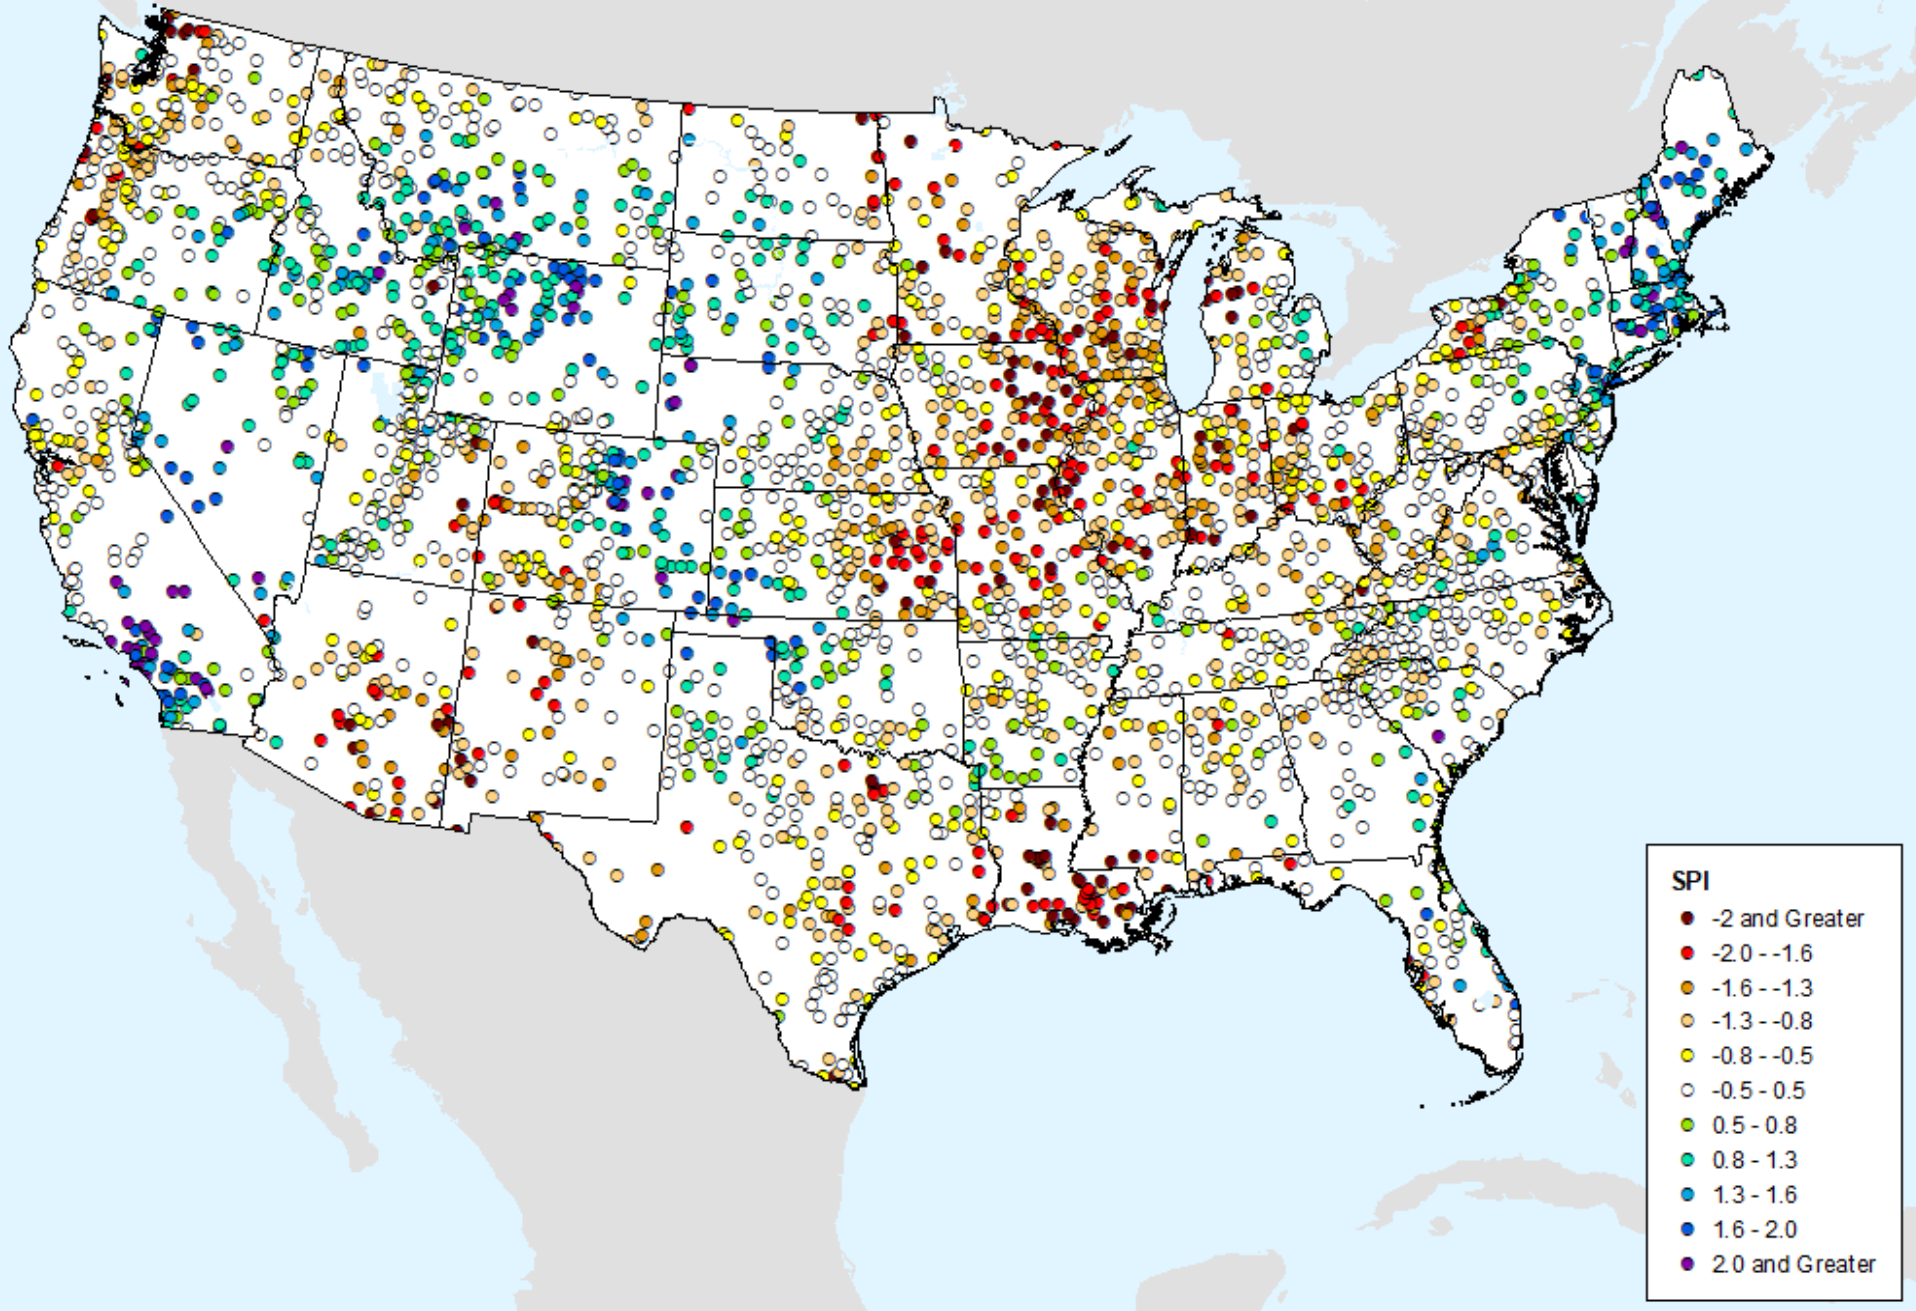 SPI
-2 and Greater
-2.0 - -1.6
-1.6 - -1.3
-1.3 - -0.8
-0.8 - -0.5
-0.5 - 0.5
0.5 - 0.8
0.8 - 1.3
1.3 - 1.6
1.6 - 2.0
2.0 and Greater